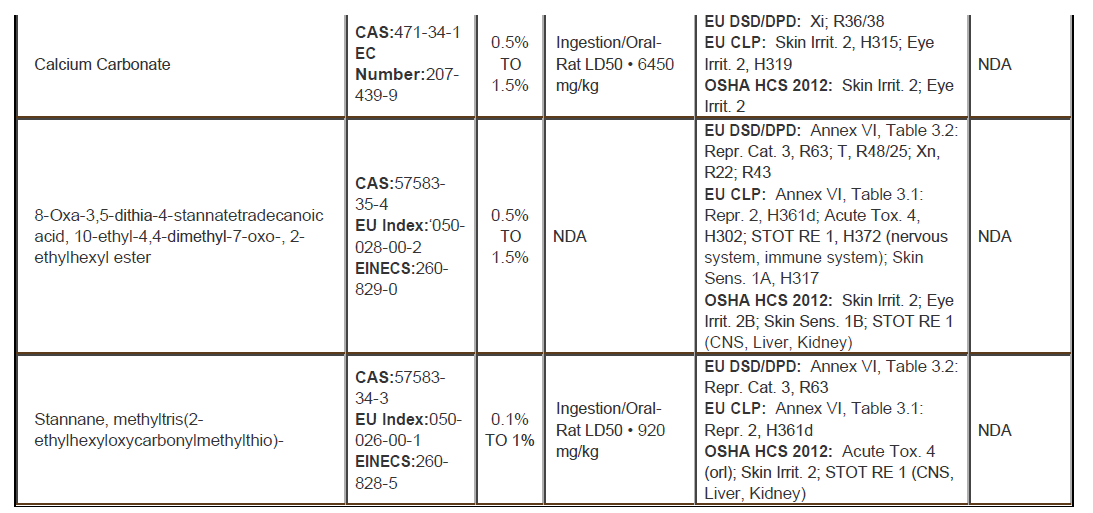 Calcium Carbonate
CAS:471-34-1
EC
Number:207-
439-9
0.5%
TO
1.5%
Ingestion/Oral-
Rat LD50 • 6450
mg/kg
EU DSD/DPD: Xi; R36/38
EU CLP: Skin Irrit. 2, H315; Eye
Irrit. 2, H319
OSHA HCS 2012: Skin Irrit. 2; Eye
Irrit. 2
NDA
8-Oxa-3,5-dithia-4-stannatetradecanoic
acid, 10-ethyl-4,4-dimethyl-7-oxo-, 2-
ethylhexyl ester
CAS:57583-
35-4
EU Index:‘050-
028-00-2
EINECS:260-
829-0
0.5%
TO
1.5%
NDA
EU DSD/DPD: Annex VI, Table 3.2:
Repr. Cat. 3, R63; T, R48/25; Xn,
R22; R43
EU CLP: Annex VI, Table 3.1:
Repr. 2, H361d; Acute Tox. 4,
H302; STOT RE 1, H372 (nervous
system, immune system); Skin
Sens. 1A, H317
OSHA HCS 2012: Skin Irrit. 2; Eye
Irrit. 2B; Skin Sens. 1B; STOT RE 1
(CNS, Liver, Kidney)
NDA
Stannane, methyltris(2-
ethylhexyloxycarbonylmethylthio)-
CAS:57583-
34-3
EU Index:050-
026-00-1
EINECS:260-
828-5
0.1%
TO 1%
Ingestion/Oral-
Rat LD50 • 920
mg/kg
EU DSD/DPD: Annex VI, Table 3.2:
Repr. Cat. 3, R63
EU CLP: Annex VI, Table 3.1:
Repr. 2, H361d
OSHA HCS 2012: Acute Tox. 4
(orl); Skin Irrit. 2; STOT RE 1 (CNS,
Liver, Kidney)
NDA